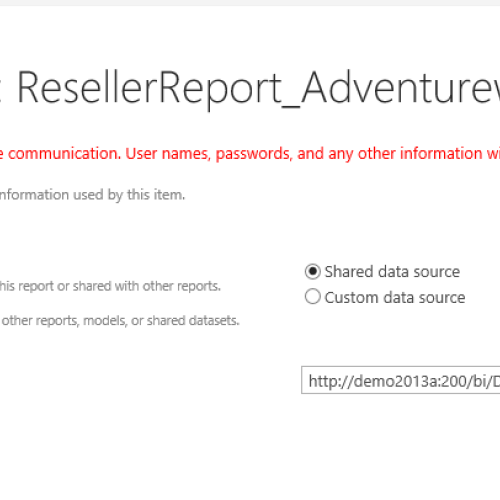 : ResellerReport_Adventurew
e communication. User names, passwords, and any other information wi
nformation used by this item.
Shared data source
his report or shared with other reports.
Custom data source
other reports, models, or shared datasets.
http://demo2013a:200/bi/D